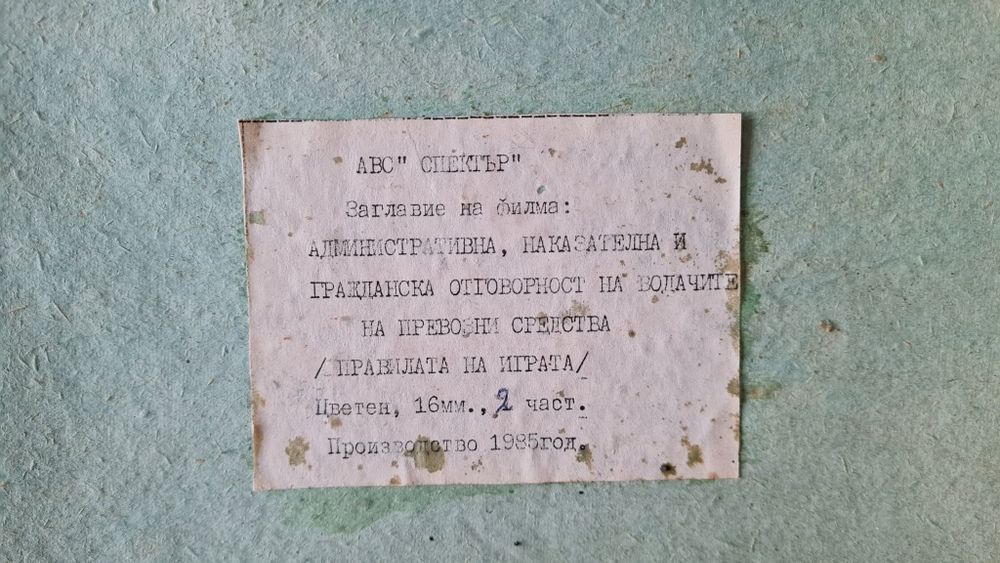 АВС" СПЕКТЪР"
Заглавие на филма:
АДМИНИСТРАТИВНА, НАКАЗАТЕЛНА И
ГРАЖДАНСКА ОТГОВОРНОСТ НА ВОДАЧИТЕ
НА ПРЕВОЗНИ СРЕДСТВА
/ПРАВИЛАТА НА ИГРАТА/
Цветен, 16мм., 2 част.
Производство 1985год.